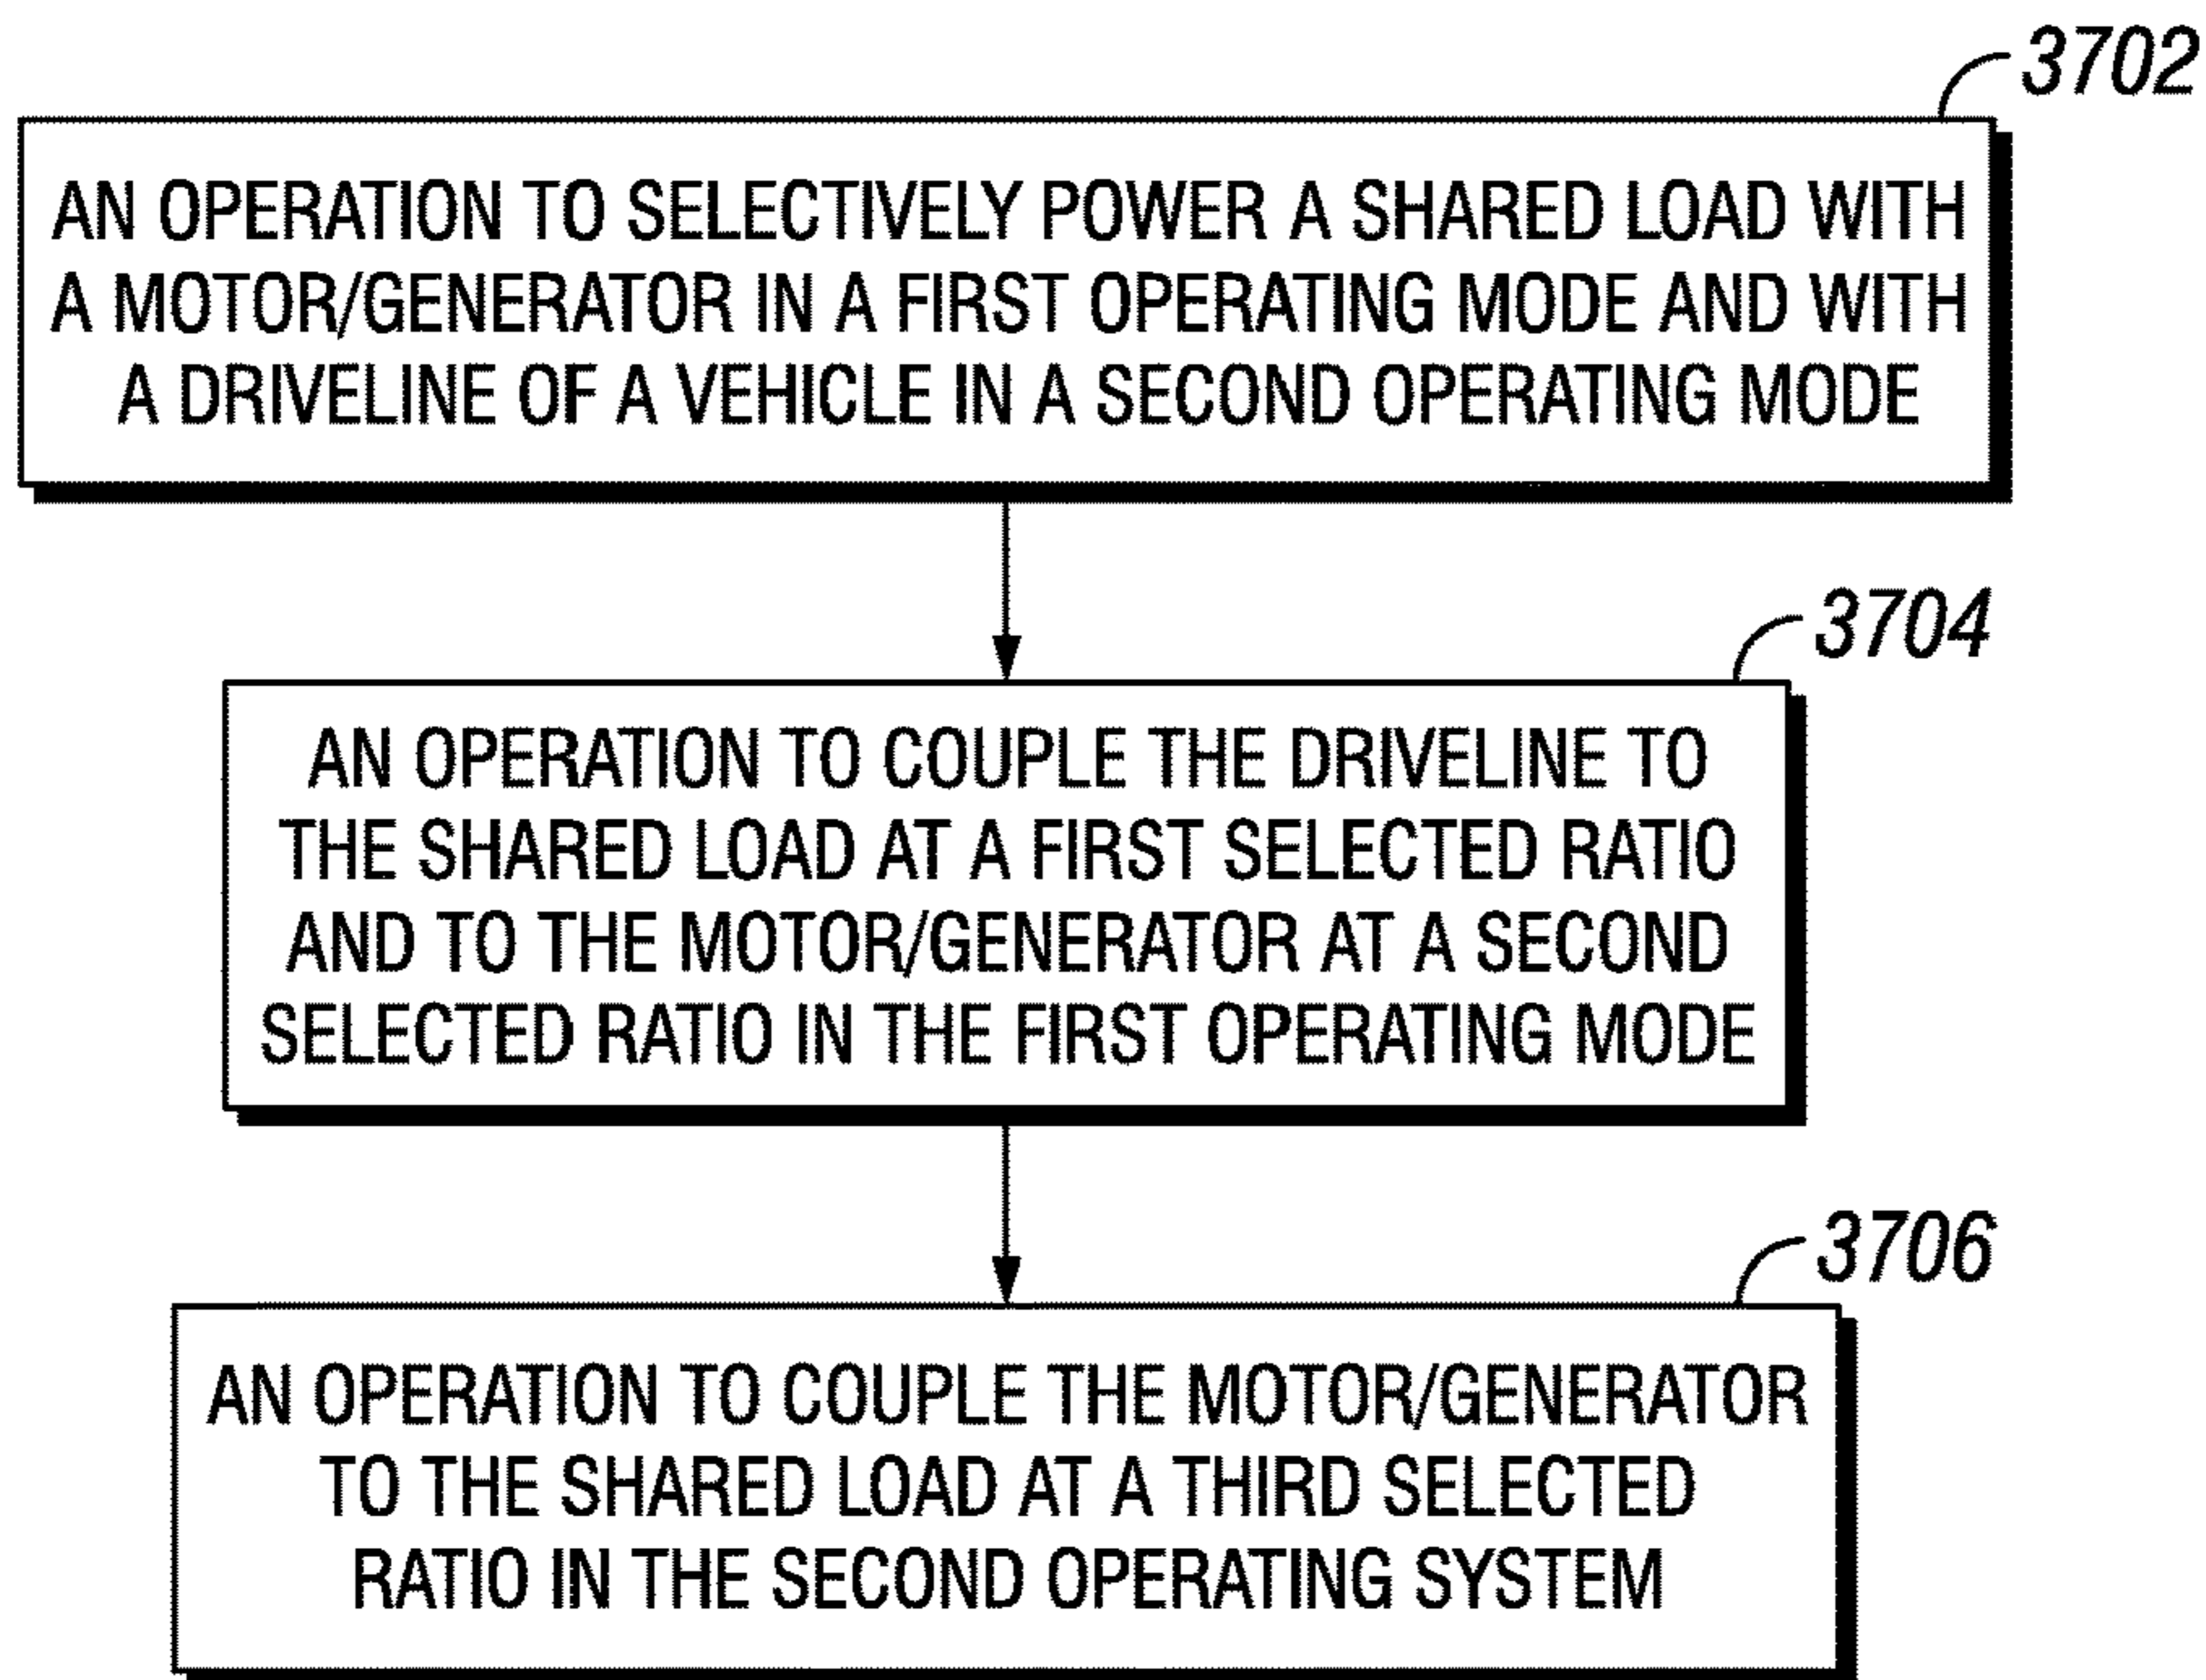 3702
AN OPERATION TO SELECTIVELY POWER A SHARED LOAD WITH
A MOTOR/GENERATOR IN A FIRST OPERATING MODE AND WITH
A DRIVELINE OF A VEHICLE IN A SECOND OPERATING MODE
3704
AN OPERATION TO COUPLE THE DRIVELINE TO
THE SHARED LOAD AT A FIRST SELECTED RATIO
AND TO THE MOTOR/GENERATOR AT A SECOND
SELECTED RATIO IN THE FIRST OPERATING MODE
3706
AN OPERATION TO COUPLE THE MOTOR/GENERATOR
TO THE SHARED LOAD AT A THIRD SELECTED
RATIO IN THE SECOND OPERATING SYSTEM